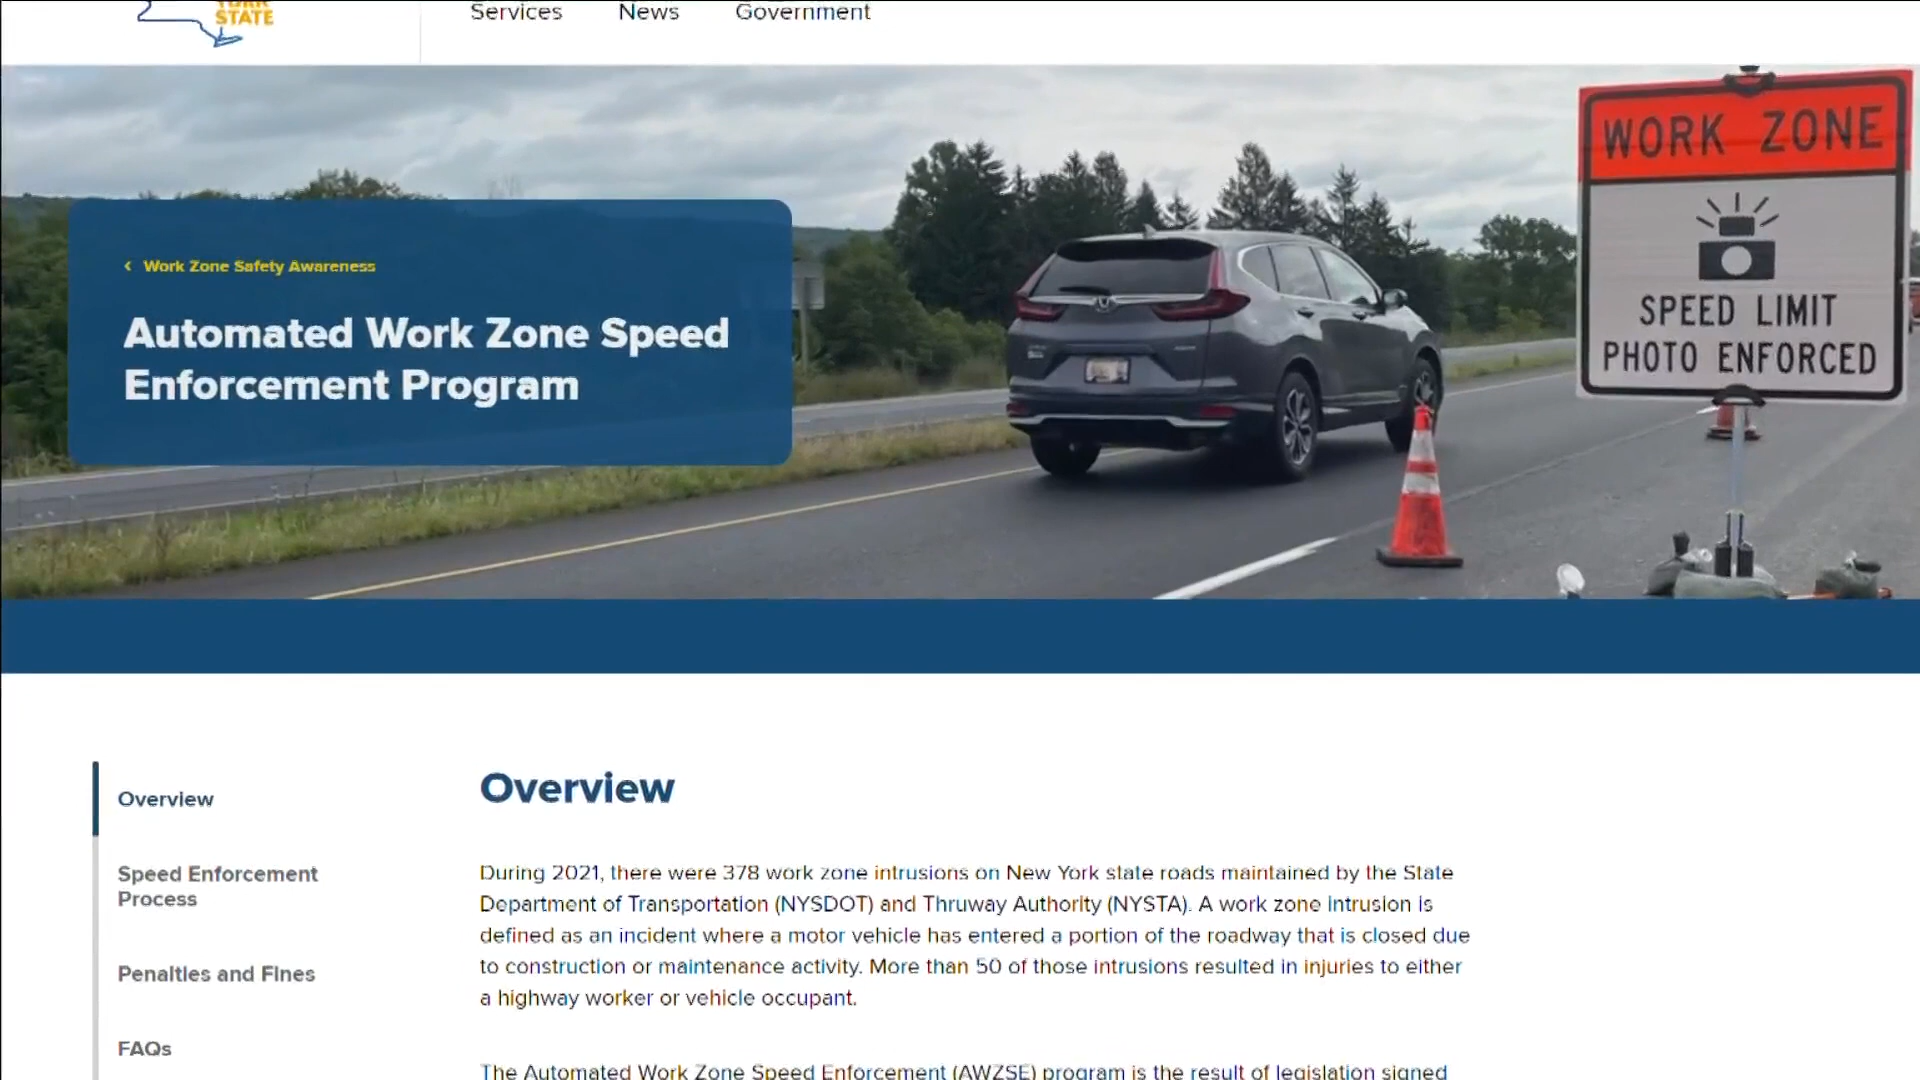 YORK
STATE
Services News Government
WORK ZONE
SPEED LIMIT
PHOTO ENFORCED
Work Zone Safety Awareness
Automated Work Zone Speed
Enforcement Program
Overview
Speed Enforcement
Process
Penalties and Fines
FAQs
Overview
During 2021, there were 378 work zone intrusions on New York state roads maintained by the State
Department of Transportation (NYSDOT) and Thruway Authority (NYSTA). A work zone intrusion is
defined as an incident where a motor vehicle has entered a portion of the roadway that is closed due
to construction or maintenance activity. More than 50 of those intrusions resulted in injuries to either
a highway worker or vehicle occupant.
The Automated Work Zone Speed Enforcement (AWZSE) program is the result of legislation signed